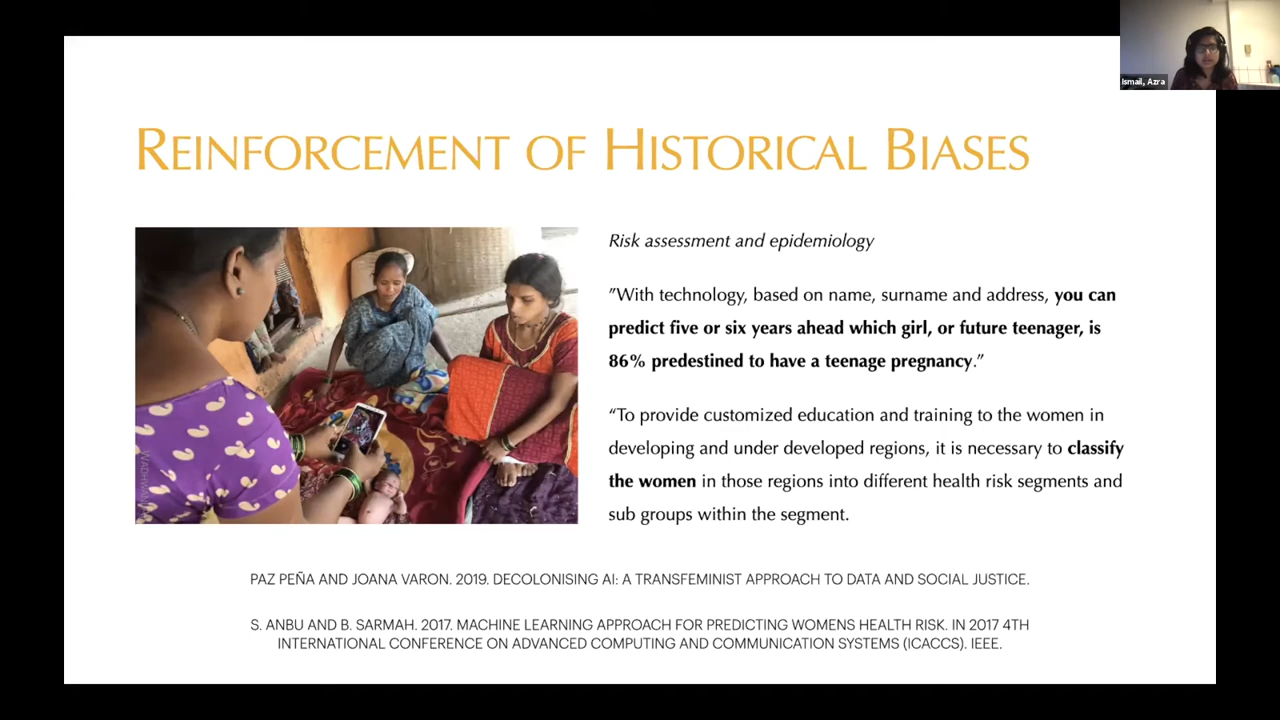 Ismail, Azra
REINFORCEMENT OF HISTORICAL BIASES
Risk assessment and epidemiology
”With technology, based on name, surname and address, you can
predict five or six years ahead which girl, or future teenager, is
86% predestined to have a teenage pregnancy.”
“To provide customized education and training to the women in
developing and under developed regions, it is necessary to classify
the women in those regions into different health risk segments and
sub groups within the segment.
PAZ PEÑA AND JOANA VARON. 2019. DECOLONISING AI: A TRANSFEMINIST APPROACH TO DATA AND SOCIAL JUSTICE.
S. ANBU AND B. SARMAH. 2017. MACHINE LEARNING APPROACH FOR PREDICTING WOMENS HEALTH RISK. IN 2017 4TH
INTERNATIONAL CONFERENCE ON ADVANCED COMPUTING AND COMMUNICATION SYSTEMS (ICACCS). IEEE.